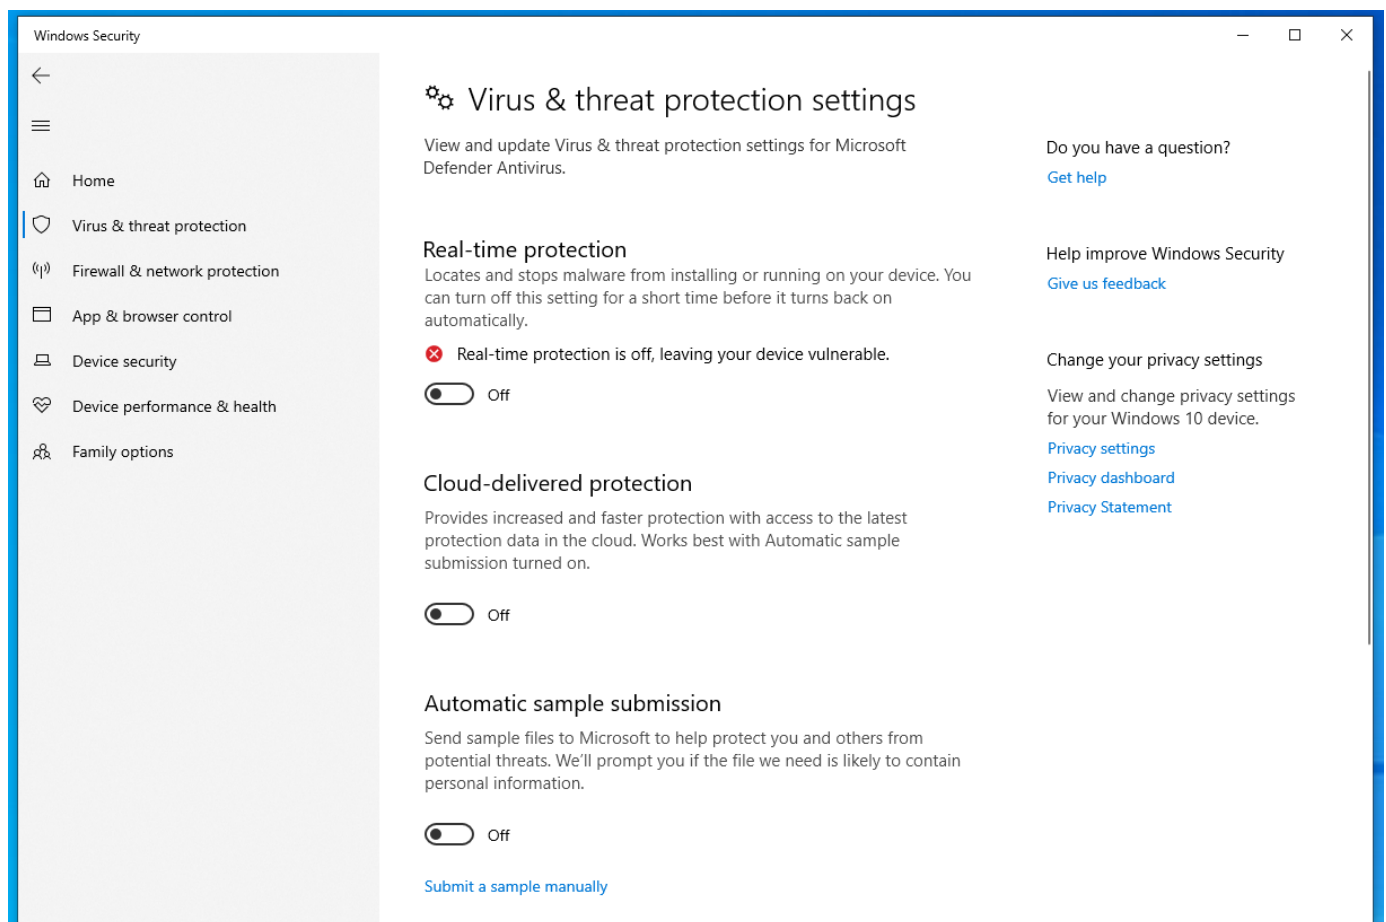 Windows Security
Home
Virus & threat protection
Firewall & network protection
App & browser control
Device security
Device performance & health
Family options
Virus & threat protection settings
View and update Virus & threat protection settings for Microsoft
Defender Antivirus.
Real-time protection
Locates and stops malware from installing or running on your device. You
can turn off this setting for a short time before it turns back on
automatically.
Real-time protection is off, leaving your device vulnerable.
Off
Cloud-delivered protection
Provides increased and faster protection with access to the latest
protection data in the cloud. Works best with Automatic sample
submission turned on.
Off
Automatic sample submission
Send sample files to Microsoft to help protect you and others from
potential threats. We'll prompt you if the file we need is likely to contain
personal information.
Off
Submit a sample manually
Do you have a question?
Get help
Help improve Windows Security
Give us feedback
Change your privacy settings
View and change privacy settings
for your Windows 10 device.
Privacy settings
Privacy dashboard
Privacy Statement